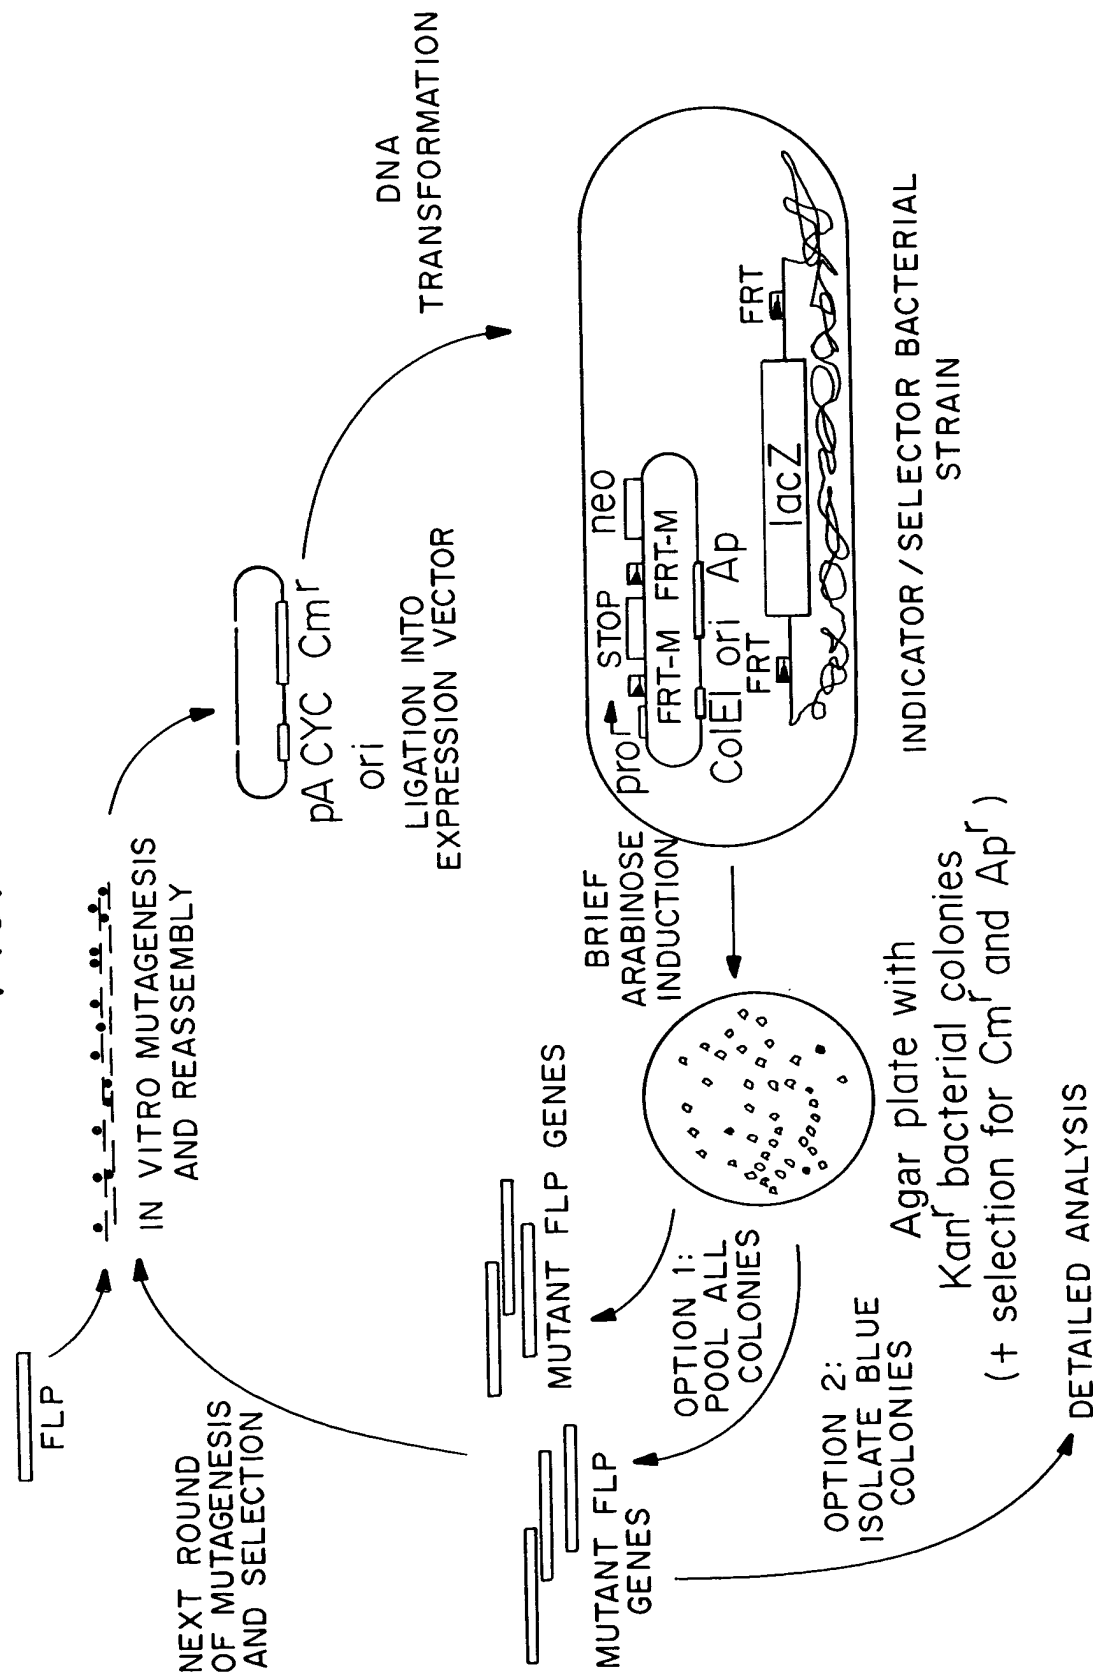 FLP
IN VITRO MUTAGENESIS
AND REASSEMBLY
pACYC Cmʳ
ori
LIGATION INTO
EXPRESSION VECTOR
DNA
TRANSFORMATION
pro
STOP
neo
FRT-M
FRT-M
ColEI ori Ap
FRT
lacZ
FRT
INDICATOR/SELECTOR BACTERIAL
STRAIN
BRIEF
ARABINOSE
INDUCTION
Agar plate with
Kanʳ bacterial colonies
(+ selection for Cmʳ and Apʳ)
OPTION 1:
POOL ALL
COLONIES
MUTANT FLP GENES
OPTION 2:
ISOLATE BLUE
COLONIES
MUTANT FLP
GENES
NEXT ROUND
OF MUTAGENESIS
AND SELECTION
DETAILED ANALYSIS